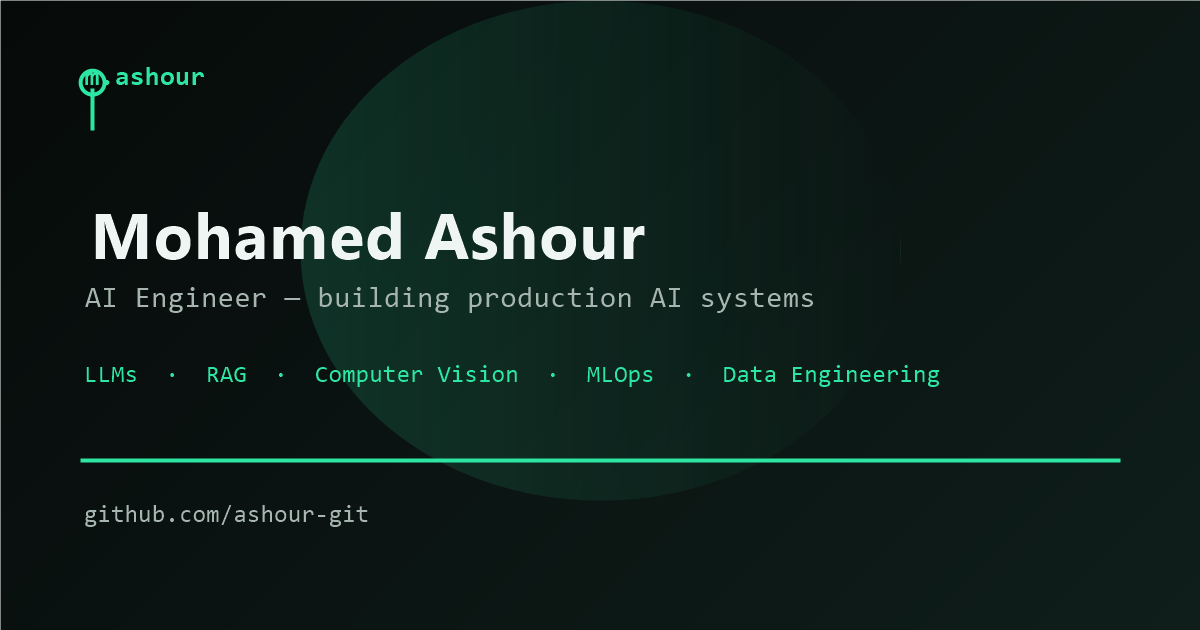 m. ashour
Mohamed Ashour
AI Engineer — building production AI systems
LLMs · RAG · Computer Vision · MLOps · Data Engineering
github.com/ashour-git